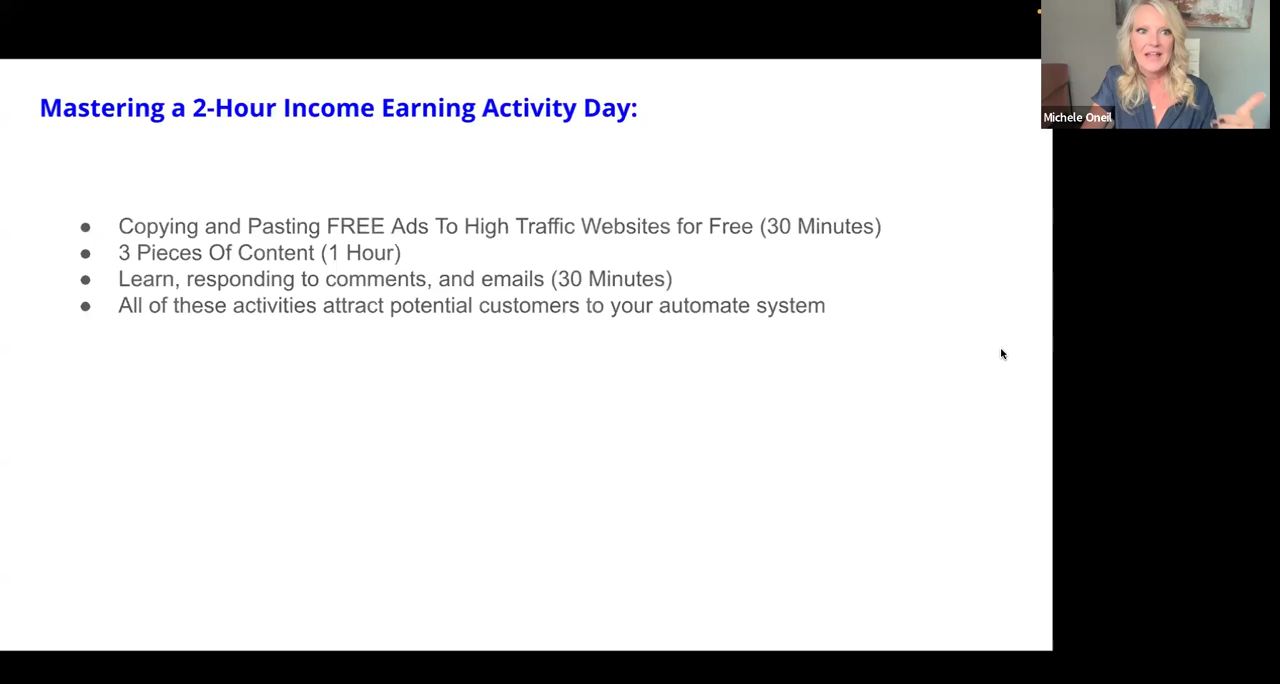 Mastering a 2-Hour Income Earning Activity Day:
Michele Oneil
● Copying and Pasting FREE Ads To High Traffic Websites for Free (30 Minutes)
● 3 Pieces Of Content (1 Hour)
● Learn, responding to comments, and emails (30 Minutes)
● All of these activities attract potential customers to your automate system